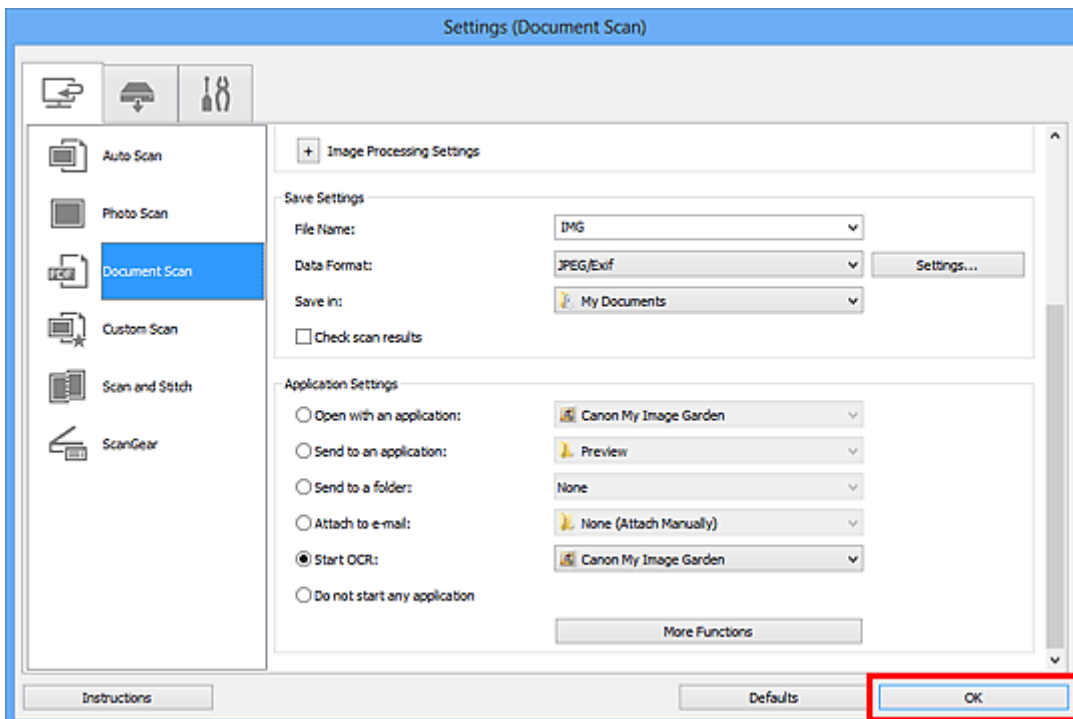 Settings (Document Scan)
Auto Scan
Photo Scan
PDF
Document Scan
Custom Scan
Scan and Stitch
ScanGear
+ Image Processing Settings
Save Settings
File Name: IMG
Data Format: JPEG/Exif Settings...
Save in: My Documents
Check scan results
Application Settings
Open with an application: Canon My Image Garden
Send to an application: Preview
Send to a folder: None
Attach to e-mail: None (Attach Manually)
Start OCR: Canon My Image Garden
Do not start any application
More Functions
Instructions Defaults OK